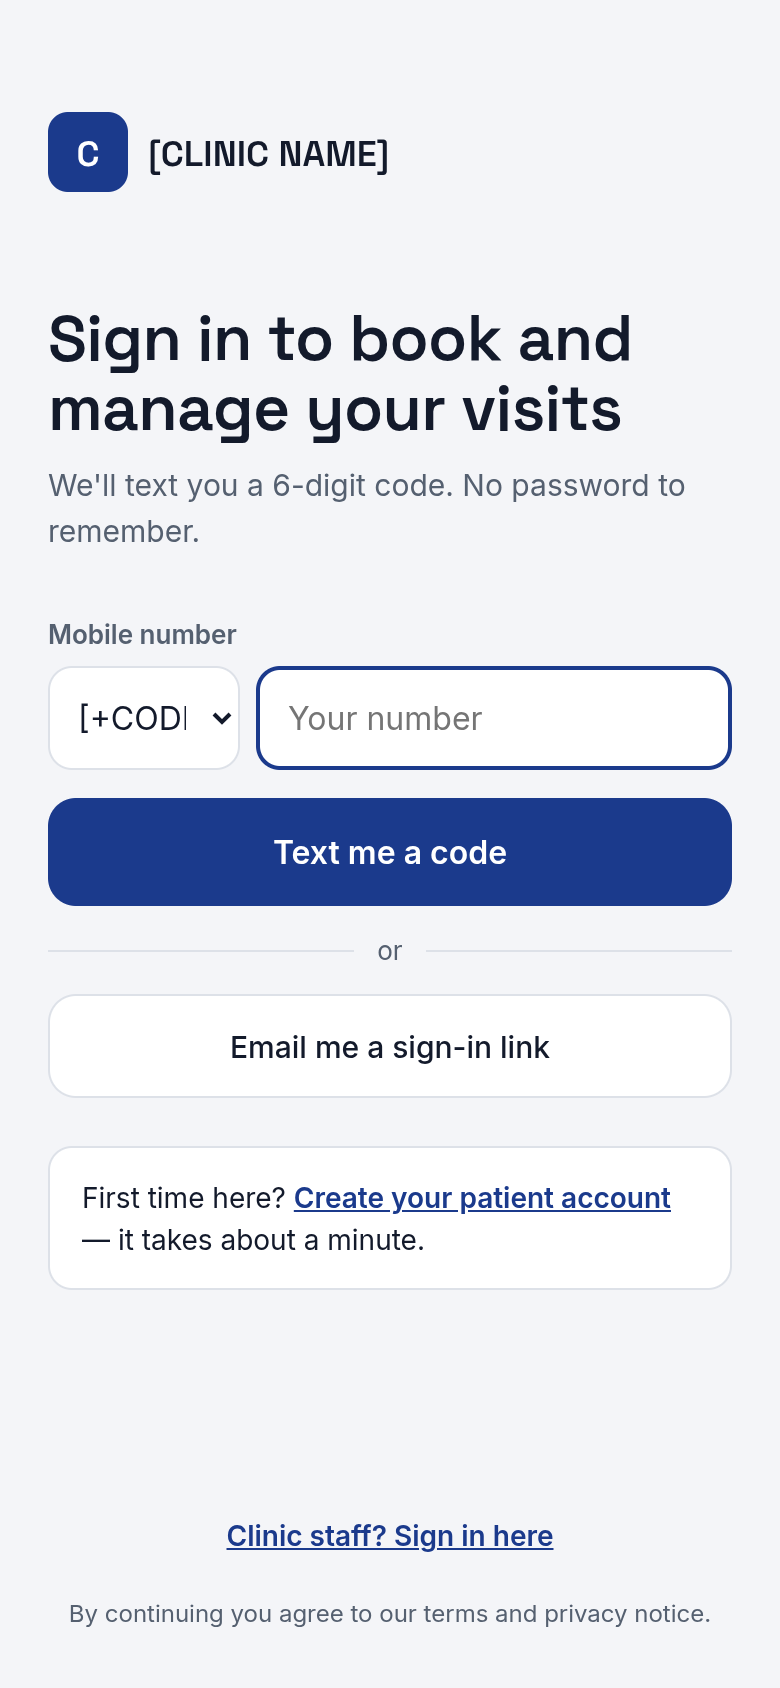 C
[CLINIC NAME]
Sign in to book and
manage your visits
We'll text you a 6-digit code. No password to
remember.
Mobile number
[+COD
Your number
Text me a code
or
Email me a sign-in link
First time here? Create your patient account
— it takes about a minute.
Clinic staff? Sign in here
By continuing you agree to our terms and privacy notice.